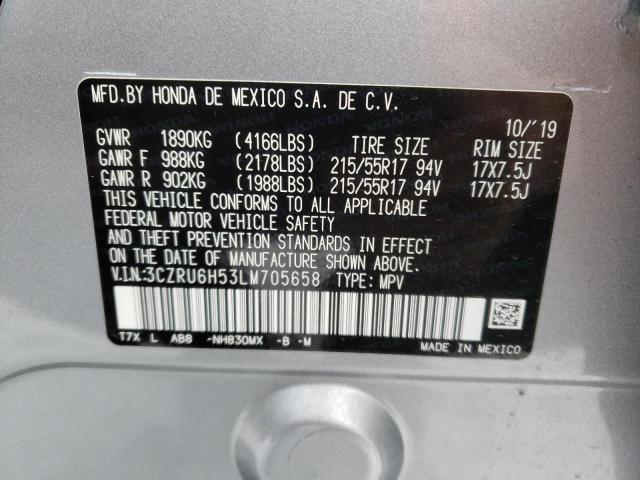 MFD.BY HONDA DE MEXICO S.A. DE C.V.
10/'19
GVWR 1890KG (4166LBS) TIRE SIZE RIM SIZE
GAWR F 988KG (2178LBS) 215/55R17 94V 17X7.5J
GAWR R 902KG (1988LBS) 215/55R17 94V 17X7.5J
THIS VEHICLE CONFORMS TO ALL APPLICABLE
FEDERAL MOTOR VEHICLE SAFETY
AND THEFT PREVENTION STANDARDS IN EFFECT
ON THE DATE OF MANUFACTURE SHOWN ABOVE.
V.I.N.:3CZRU6H53LM705658 TYPE: MPV
T7X L AB8 -NH830MX -B -M
MADE IN MEXICO